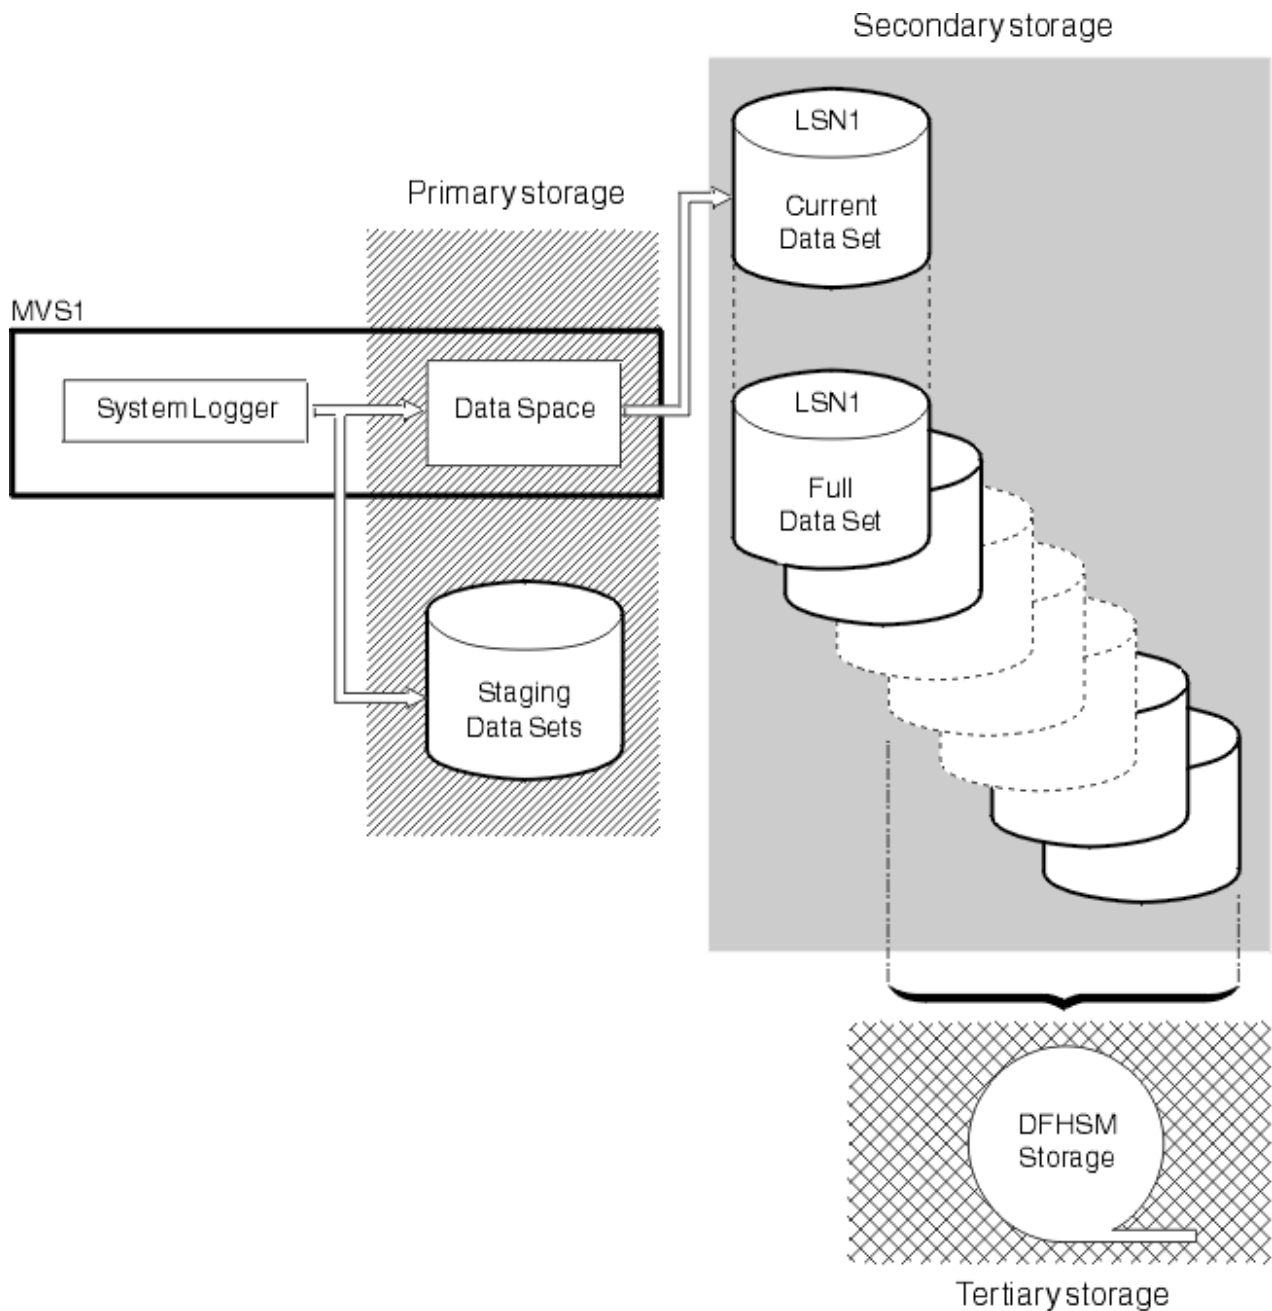 Secondary storage
LSN1
Current
Data Set
Primary storage
MVS1
System Logger
Data Space
LSN1
Full
Data Set
Staging
Data Sets
DFHSM
Storage
Tertiary storage